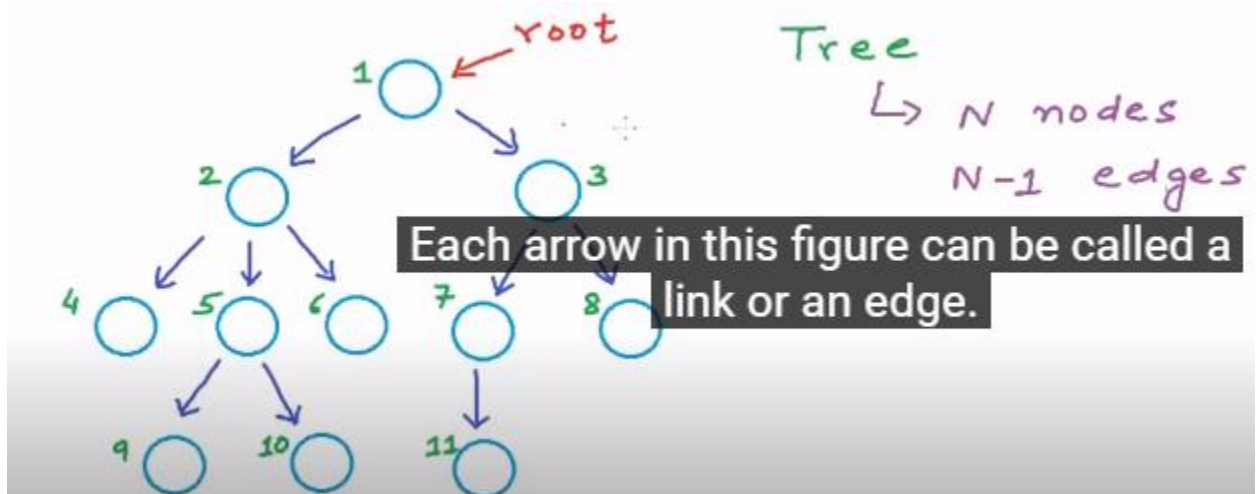 root
Tree
1
↳ N nodes
2
3
N-1 edges
Each arrow in this figure can be called a
link or an edge.
4
5
6
7
8
9
10
11